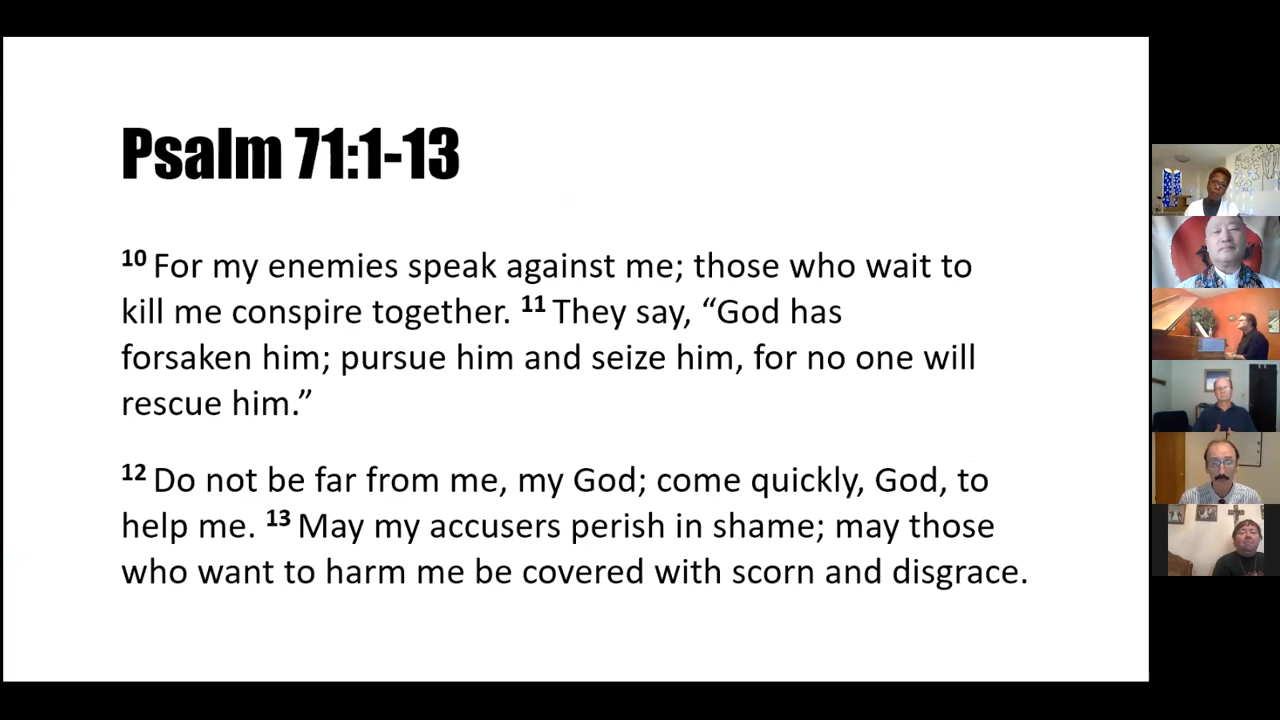 Psalm 71:1-13
10 For my enemies speak against me; those who wait to
kill me conspire together. 11 They say, “God has
forsaken him; pursue him and seize him, for no one will
rescue him.”
12 Do not be far from me, my God; come quickly, God, to
help me. 13 May my accusers perish in shame; may those
who want to harm me be covered with scorn and disgrace.